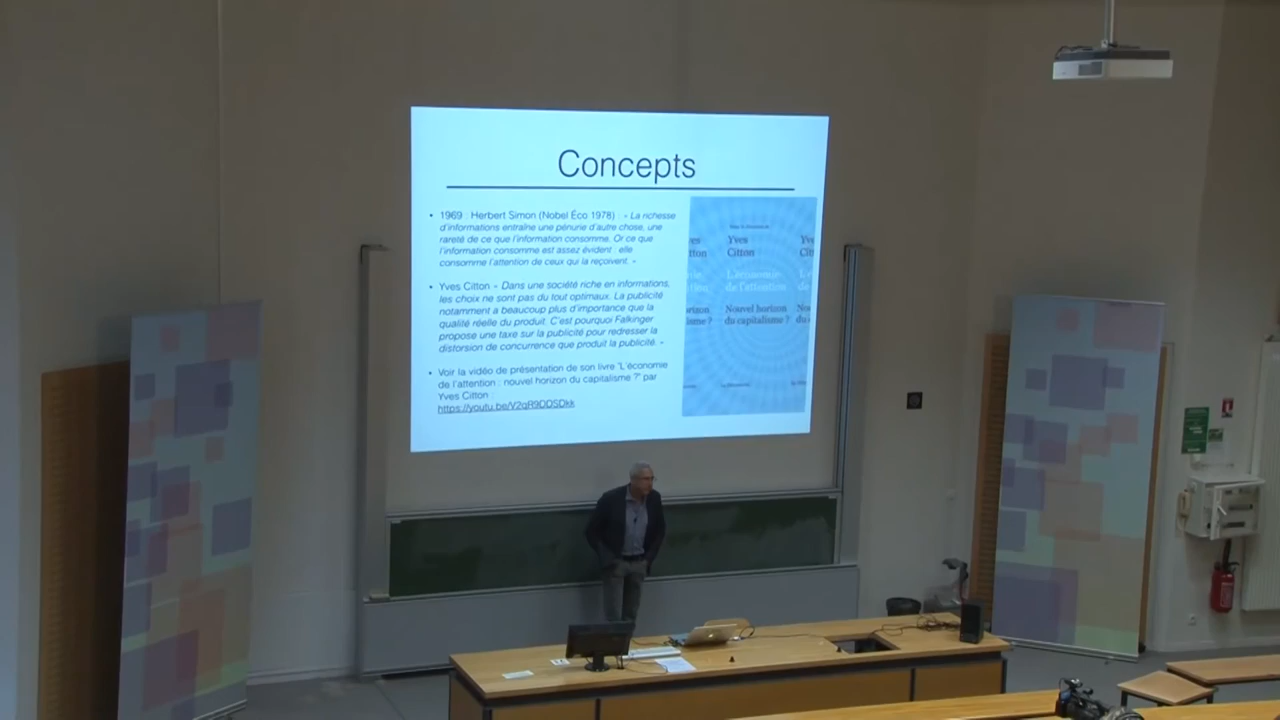 Concepts
• 1969 : Herbert Simon (Nobel Éco 1978) : « La richesse
d'informations entraîne une pénurie d'autre chose, une
rareté de ce que l'information consomme. Or ce que
l'information consomme est assez évident : elle
consomme l'attention de ceux qui la reçoivent. »
• Yves Citton « Dans une société riche en informations,
les choix ne sont pas du tout optimaux. La publicité
notamment a beaucoup plus d'importance que la
qualité réelle du produit. C'est pourquoi Falkinger
propose une taxe sur la publicité pour redresser la
distorsion de concurrence que produit la publicité. »
• Voir la vidéo de présentation de son livre "L'économie
de l'attention : nouvel horizon du capitalisme ?" par
Yves Citton :
Yves
Citton
L'économie
de l'attention
Nouvel horizon
du capitalisme ?